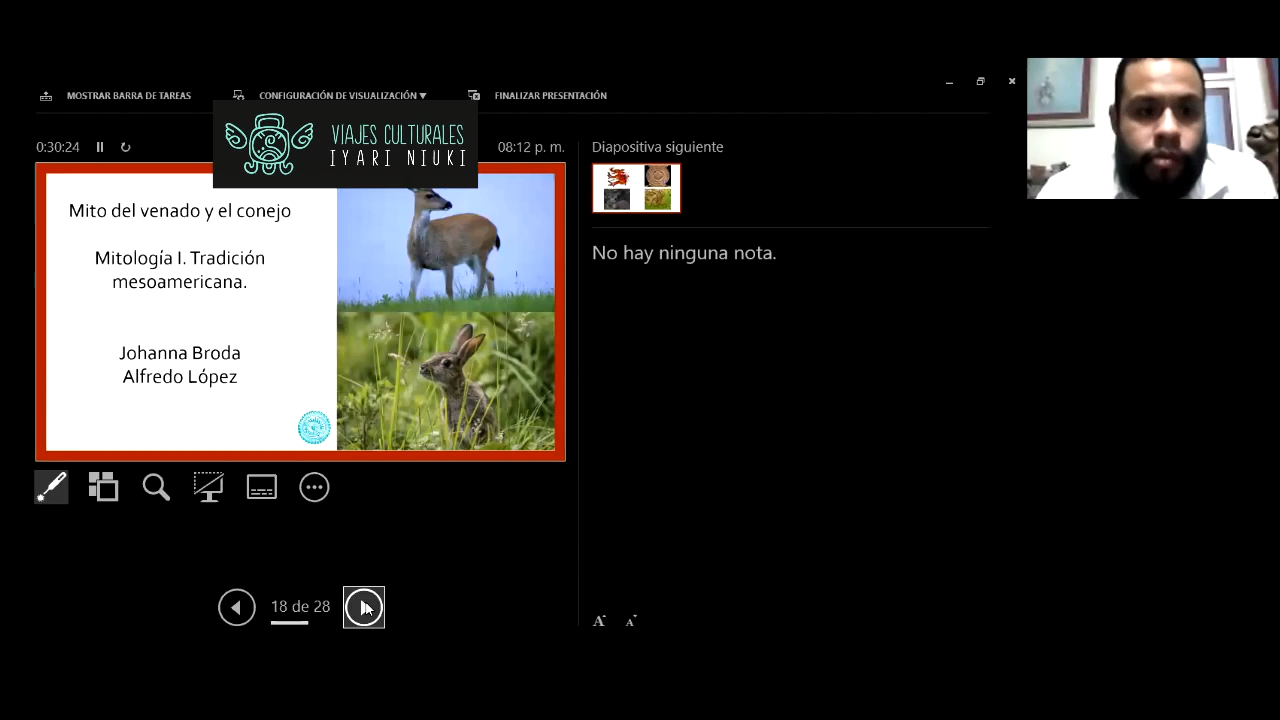 MOSTRAR BARRA DE TAREAS
CONFIGURACIÓN DE VISUALIZACIÓN ▼
FINALIZAR PRESENTACIÓN
VIAJES CULTURALES
IYARI NIUKI
0:30:24
08:12 p. m.
Mito del venado y el conejo
Mitología I. Tradición
mesoamericana.
Johanna Broda
Alfredo López
18 de 28
Diapositiva siguiente
No hay ninguna nota.
A A